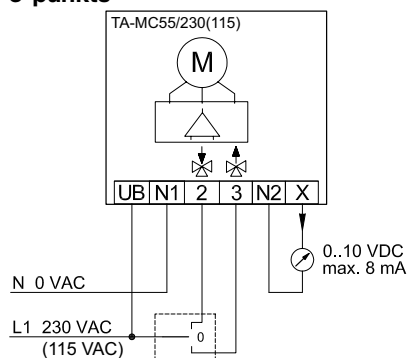 TA-MC55/230(115)
M
UB N1 2 3 N2 X
0..10 VDC
max. 8 mA
N 0 VAC
L1 230 VAC
(115 VAC)
0